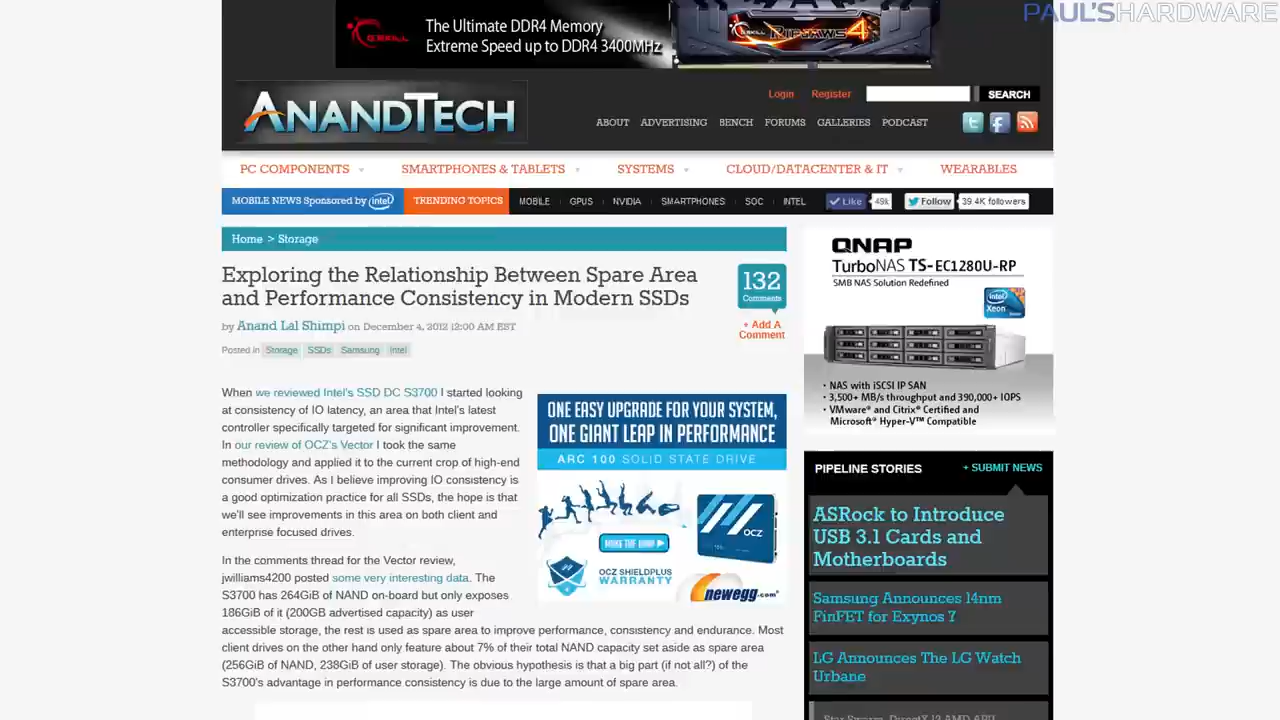 PAUL'SHARDWARE
G.SKILL
The Ultimate DDR4 Memory
Extreme Speed up to DDR4 3400MHz
G.SKILL RIPJAWS4
ANANDTECH
Login Register SEARCH
ABOUT ADVERTISING BENCH FORUMS GALLERIES PODCAST
PC COMPONENTS SMARTPHONES & TABLETS SYSTEMS CLOUD/DATACENTER & IT WEARABLES
MOBILE NEWS Sponsored by intel TRENDING TOPICS MOBILE GPUS NVIDIA SMARTPHONES SOC INTEL Like 49k Follow 39.4K followers
Home > Storage
Exploring the Relationship Between Spare Area
and Performance Consistency in Modern SSDs
132
Comments
+ Add A
Comment
by Anand Lal Shimpi on December 4, 2012 12:00 AM EST
Posted in Storage SSDs Samsung Intel
When we reviewed Intel's SSD DC S3700 I started looking
at consistency of IO latency, an area that Intel's latest
controller specifically targeted for significant improvement.
In our review of OCZ's Vector I took the same
methodology and applied it to the current crop of high-end
consumer drives. As I believe improving IO consistency is
a good optimization practice for all SSDs, the hope is that
we'll see improvements in this area on both client and
enterprise focused drives.
In the comments thread for the Vector review,
jwilliams4200 posted some very interesting data. The
S3700 has 264GiB of NAND on-board but only exposes
186GiB of it (200GB advertised capacity) as user
accessible storage, the rest is used as spare area to improve performance, consistency and endurance. Most
client drives on the other hand only feature about 7% of their total NAND capacity set aside as spare area
(256GiB of NAND, 238GiB of user storage). The obvious hypothesis is that a big part (if not all?) of the
S3700's advantage in performance consistency is due to the large amount of spare area.
ONE EASY UPGRADE FOR YOUR SYSTEM,
ONE GIANT LEAP IN PERFORMANCE
ARC 100 SOLID STATE DRIVE
OCZ
MAKE THE JUMP
OCZ SHIELDPLUS
WARRANTY
newegg.com
QNAP
TurboNAS TS-EC1280U-RP
SMB NAS Solution Redefined
intel
Xeon
• NAS with iSCSI IP SAN
• 3,500+ MB/s throughput and 390,000+ IOPS
• VMware® and Citrix® Certified and
Microsoft® Hyper-V™ Compatible
PIPELINE STORIES + SUBMIT NEWS
ASRock to Introduce
USB 3.1 Cards and
Motherboards
Samsung Announces 14nm
FinFET for Exynos 7
LG Announces The LG Watch
Urbane
Star Swarm, DirectX 12 AMD APU